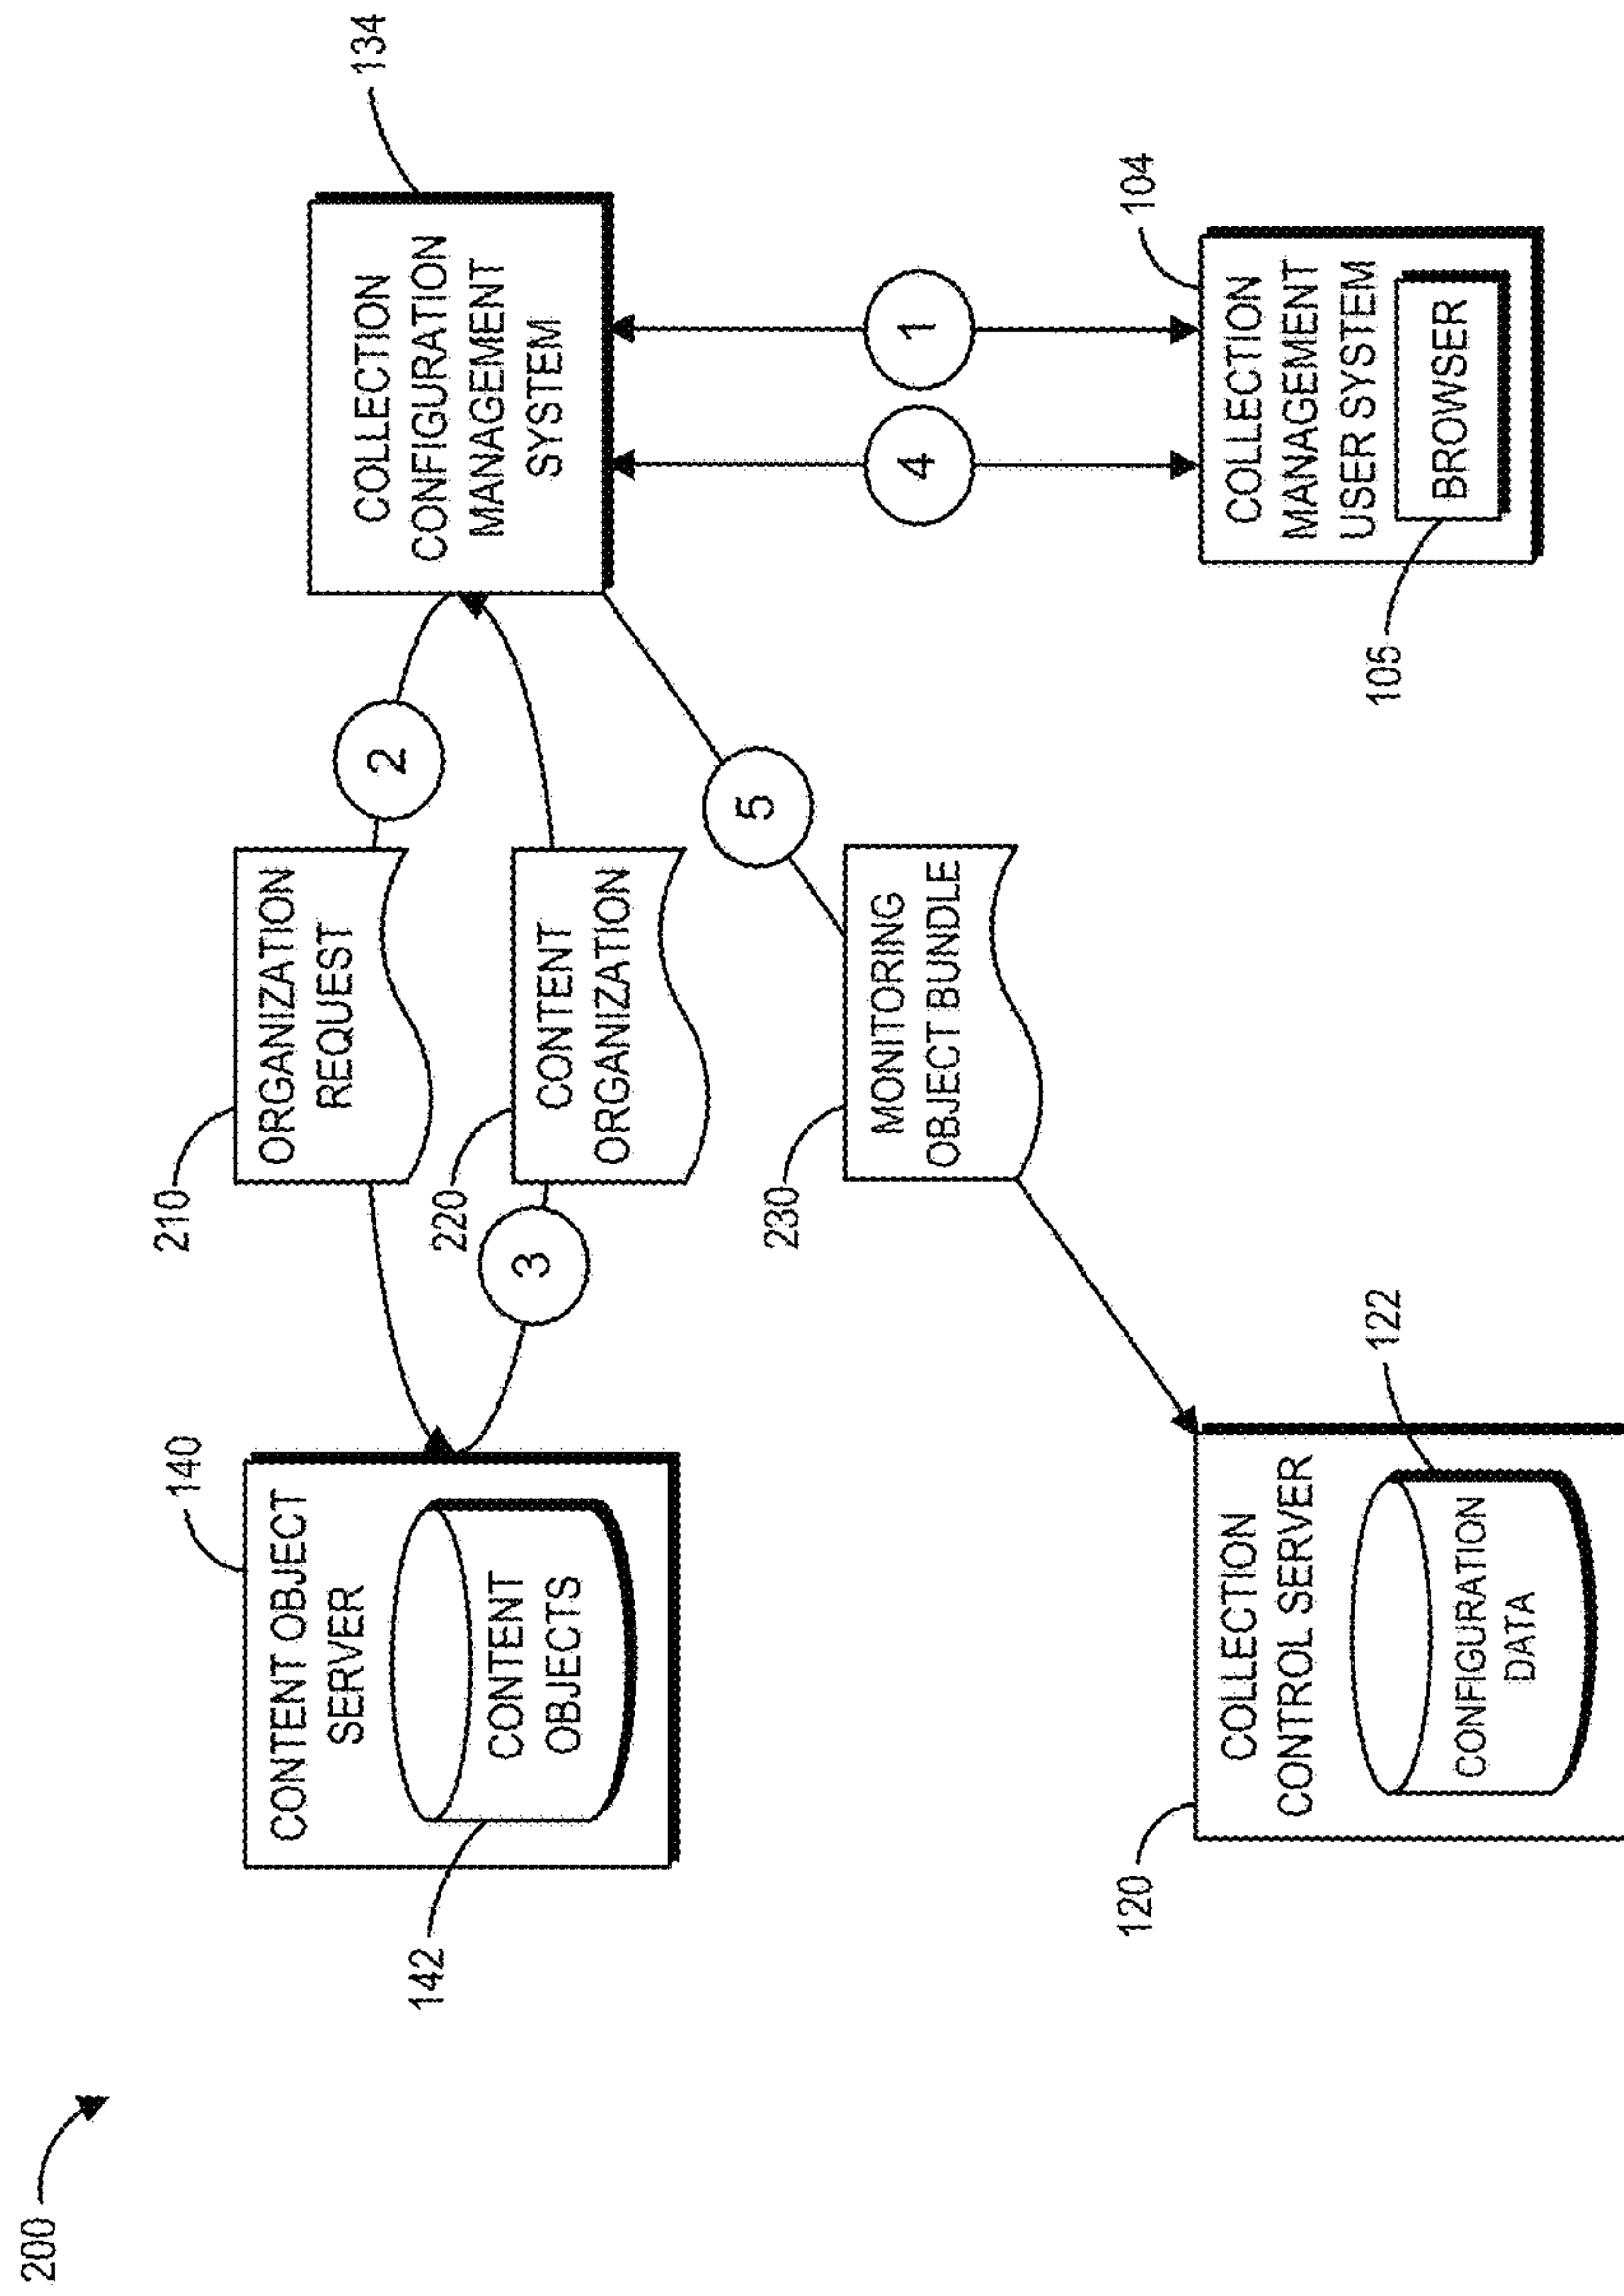 200
140
CONTENT OBJECT
SERVER
CONTENT
OBJECTS
142
210
ORGANIZATION
REQUEST
2
220
CONTENT
ORGANIZATION
3
134
COLLECTION
CONFIGURATION
MANAGEMENT
SYSTEM
230
MONITORING
OBJECT BUNDLE
5
4
1
120
COLLECTION
CONTROL SERVER
122
CONFIGURATION
DATA
104
COLLECTION
MANAGEMENT
USER SYSTEM
BROWSER
105